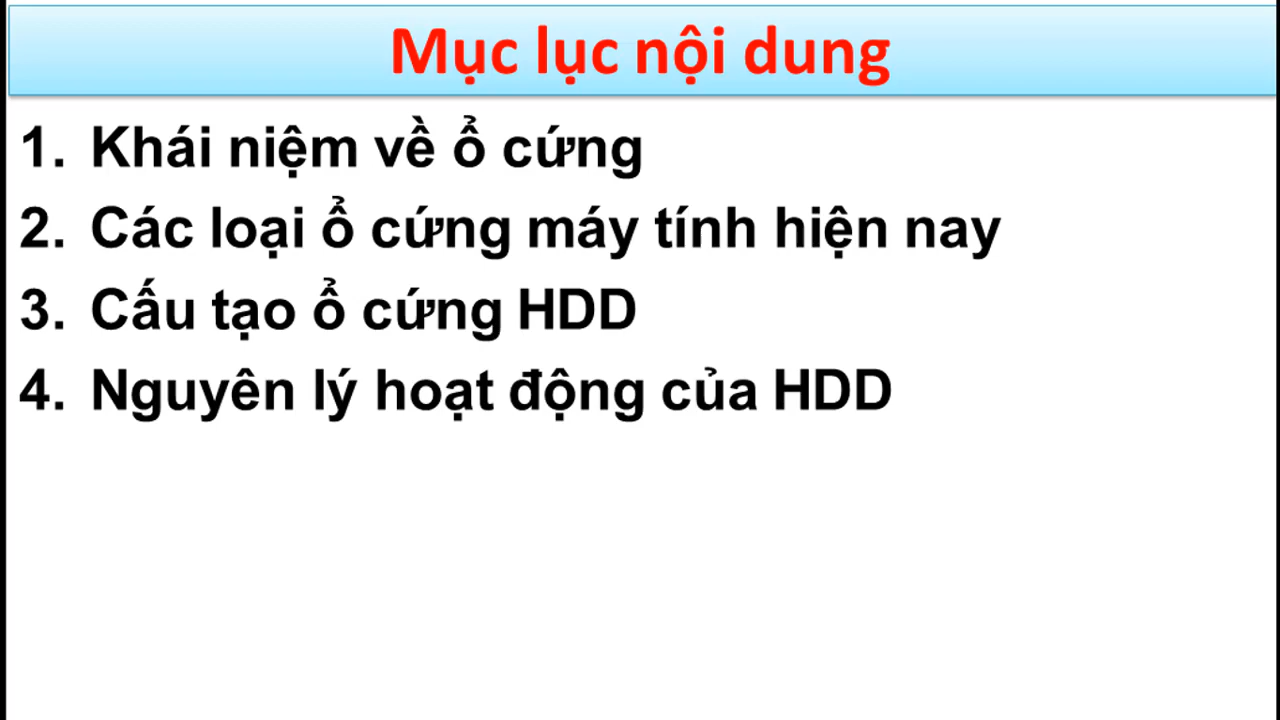 Mục lục nội dung
1. Khái niệm về ổ cứng
2. Các loại ổ cứng máy tính hiện nay
3. Cấu tạo ổ cứng HDD
4. Nguyên lý hoạt động của HDD